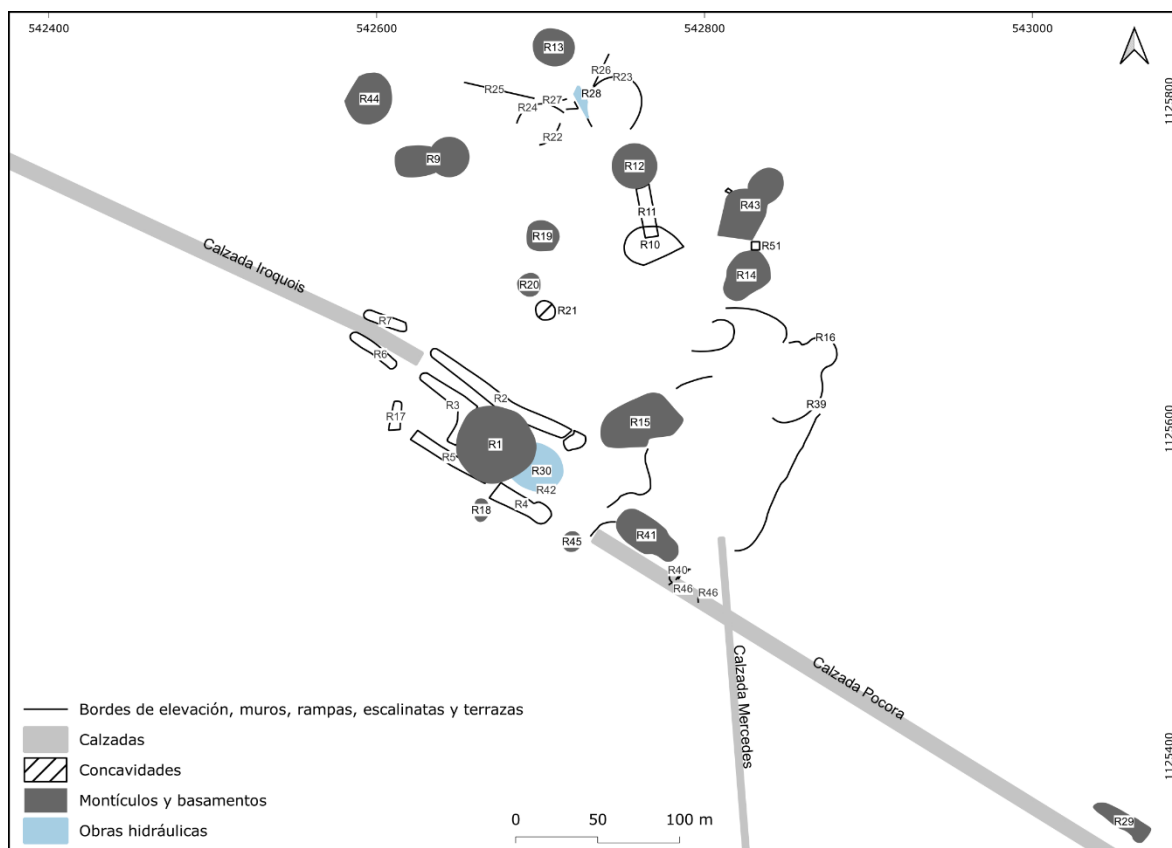 542400
542600
542800
543000
R13
R26
R23
R25
R28
R44
R27
R24
R22
1125800
R9
R12
R43
R11
R19
R10
R51
R14
Calzada Iroquois
R20
R21
R7
R6
R16
R2
R3
R39
R17
R15
R1
R5
R30
R42
R4
R18
R45
R41
1125600
R40
R46
R46
Calzada Pocora
Calzada Mercedes
Bordes de elevación, muros, rampas, escalinatas y terrazas
Calzadas
Concavidades
Montículos y basamentos
Obras hidráulicas
0 50 100 m
1125400
R29